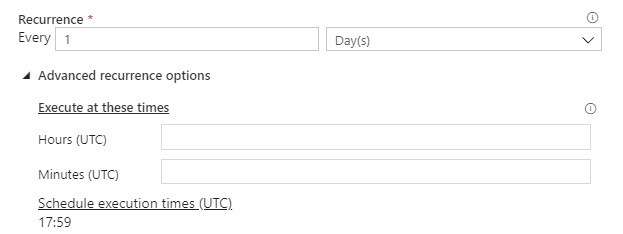 Recurrence *
Every 1 Day(s)
Advanced recurrence options
Execute at these times
Hours (UTC)
Minutes (UTC)
Schedule execution times (UTC)
17:59